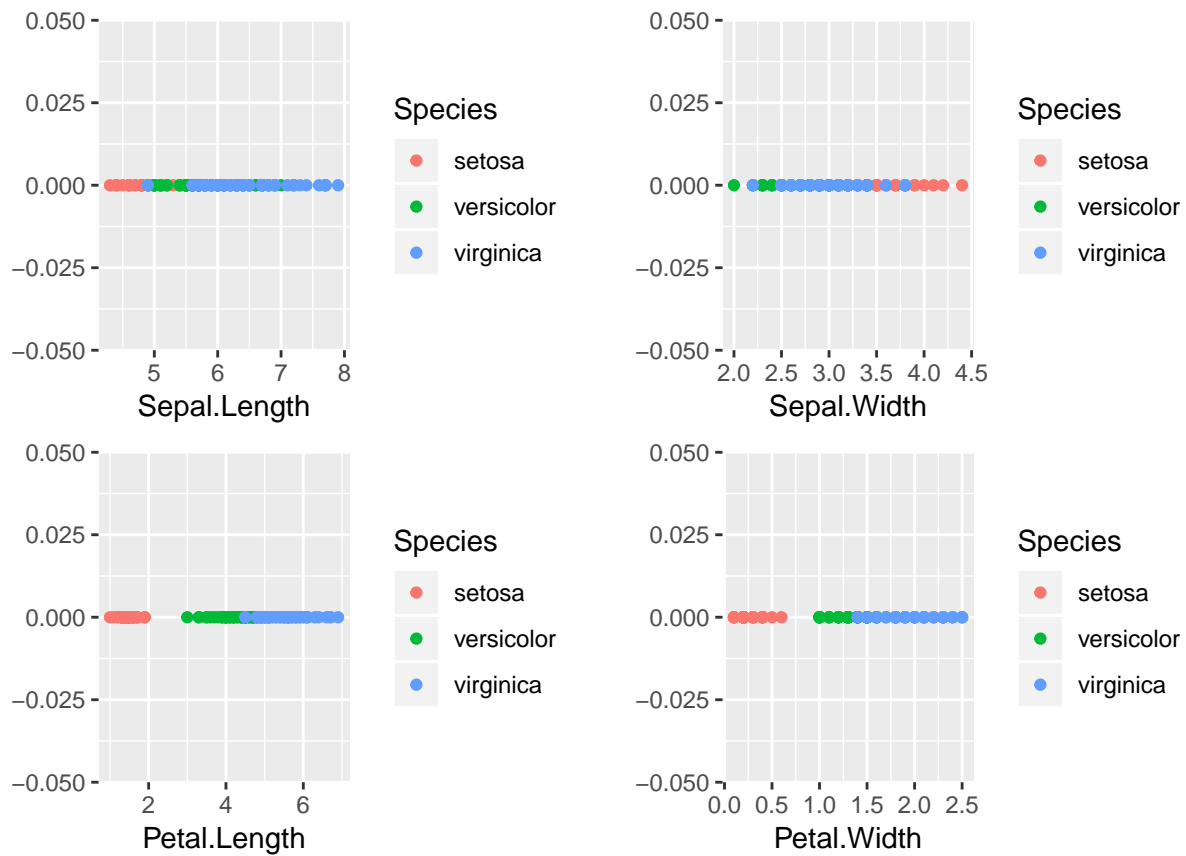 0.050
0.025
0.000
−0.025
−0.050
5 6 7 8
Sepal.Length
Species
setosa
versicolor
virginica
0.050
0.025
0.000
−0.025
−0.050
2.0 2.5 3.0 3.5 4.0 4.5
Sepal.Width
Species
setosa
versicolor
virginica
0.050
0.025
0.000
−0.025
−0.050
2 4 6
Petal.Length
Species
setosa
versicolor
virginica
0.050
0.025
0.000
−0.025
−0.050
0.0 0.5 1.0 1.5 2.0 2.5
Petal.Width
Species
setosa
versicolor
virginica